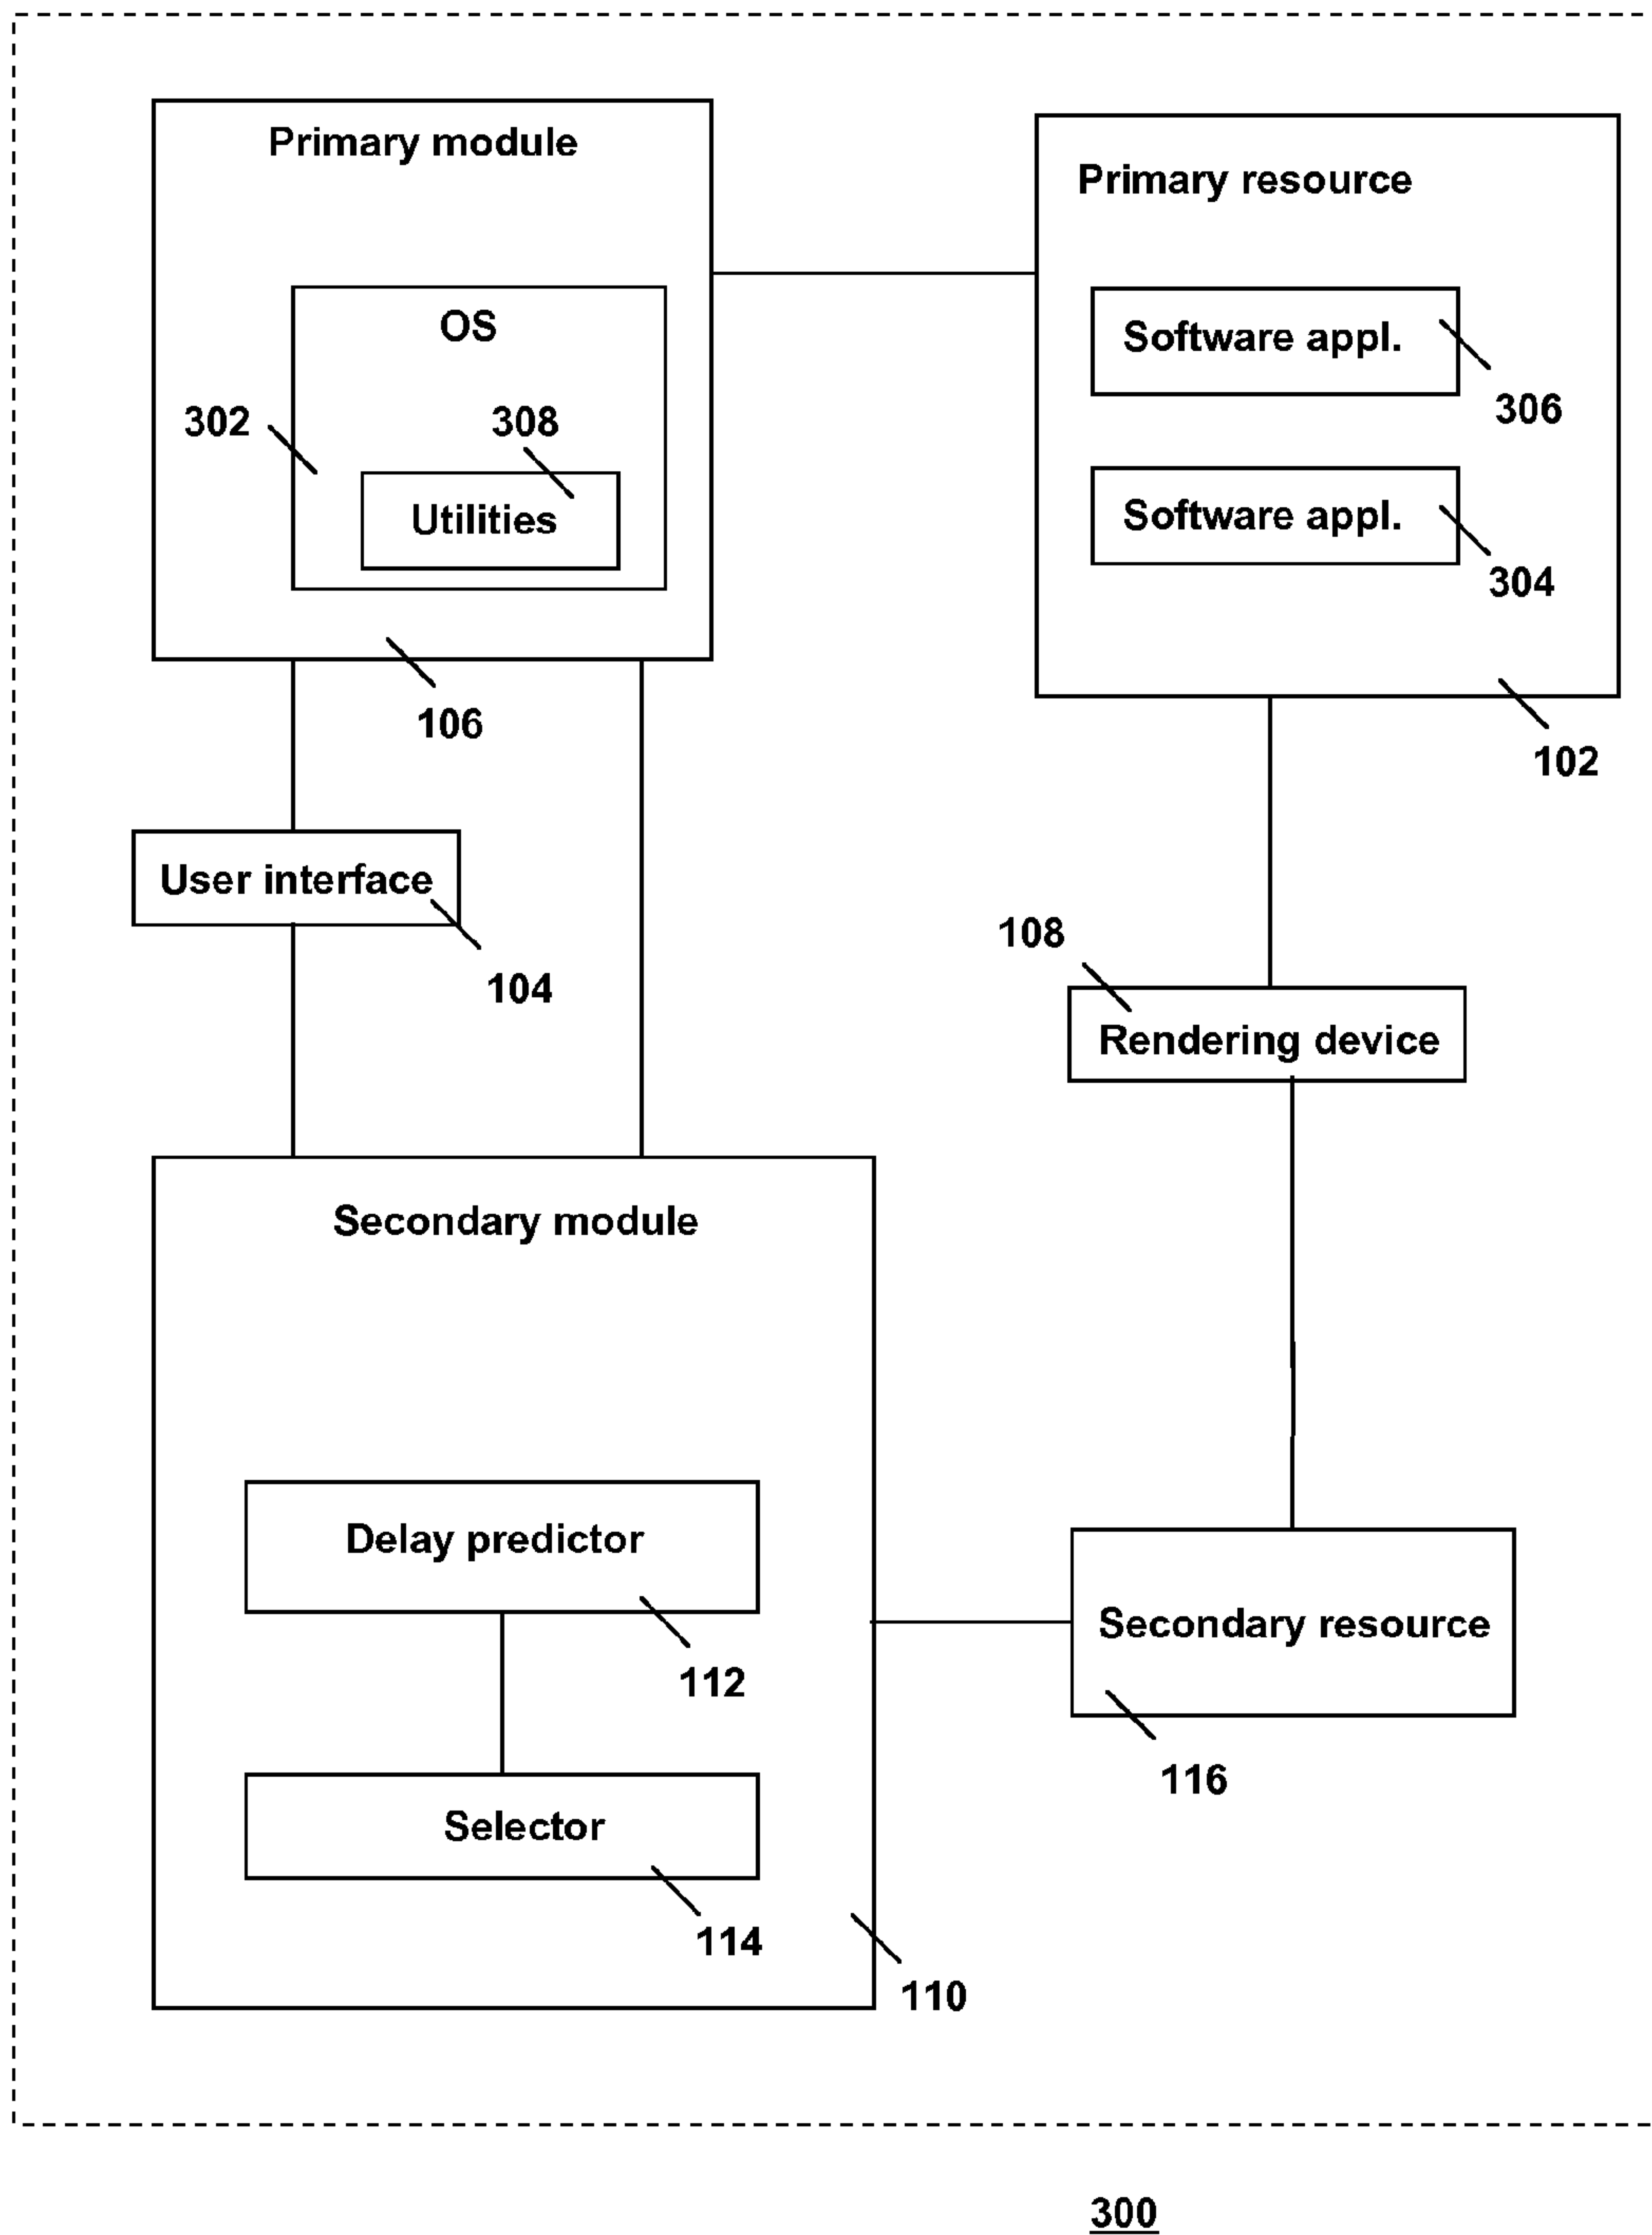 Primary module
Primary resource
OS
Software appl.
306
302
308
Utilities
Software appl.
304
106
102
User interface
104
108
Rendering device
Secondary module
Delay predictor
112
Secondary resource
116
Selector
114
110
300